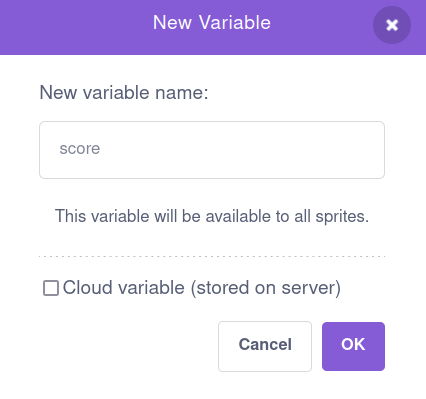 New Variable
New variable name:
score
This variable will be available to all sprites.
Cloud variable (stored on server)
Cancel OK